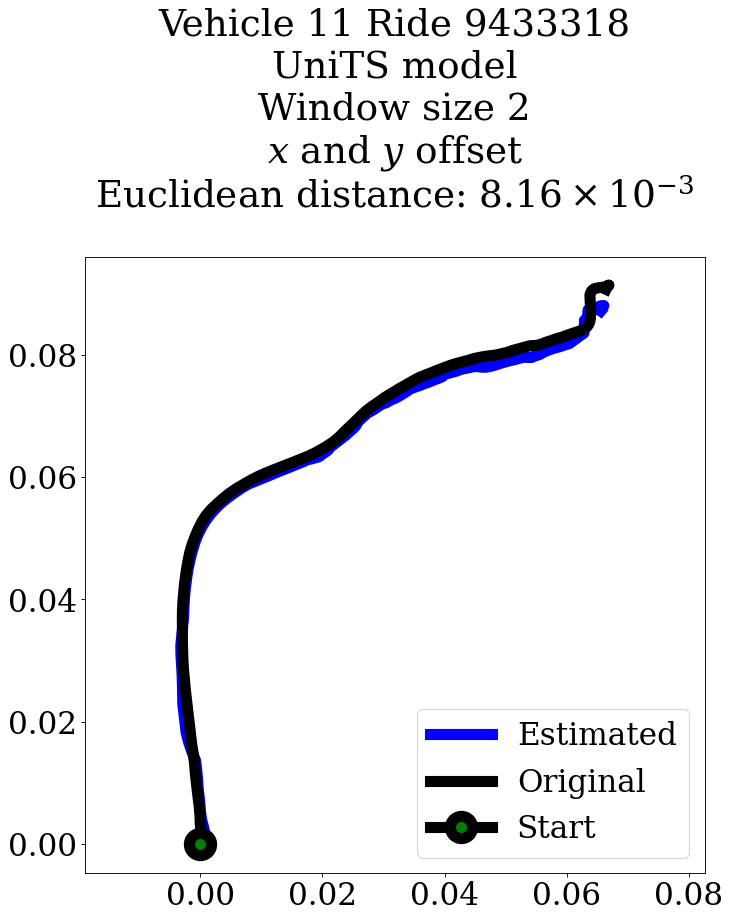 Vehicle 11 Ride 9433318
UniTS model
Window size 2
x and y offset
Euclidean distance: 8.16 × 10⁻³
0.08
0.06
0.04
0.02
0.00
Estimated
Original
Start
0.00 0.02 0.04 0.06 0.08